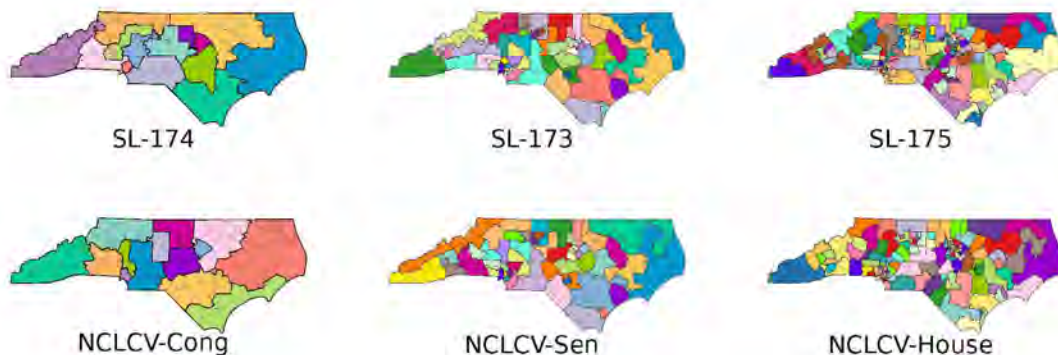 SL-174
SL-173
SL-175
NCLCV-Cong
NCLCV-Sen
NCLCV-House